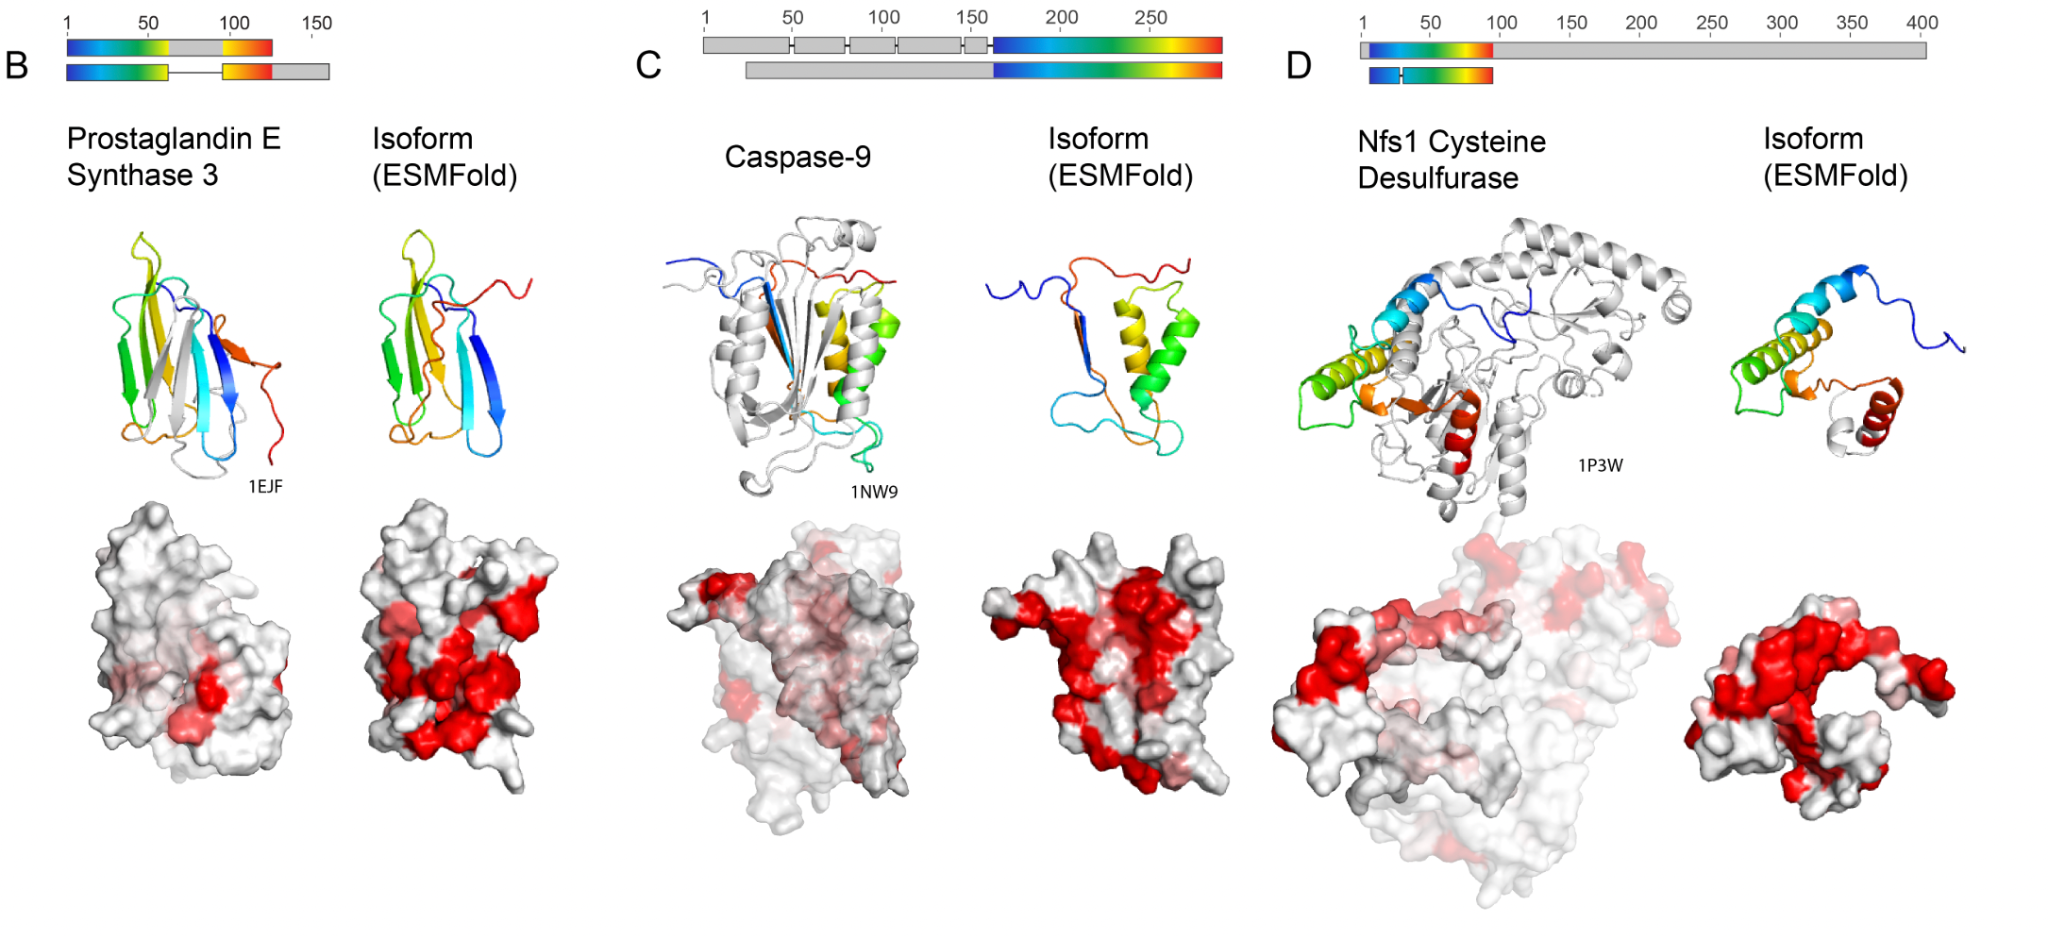 B
1 50 100 150
Prostaglandin E
Synthase 3
Isoform
(ESMFold)
1EJF
C
1 50 100 150 200 250
Caspase-9
Isoform
(ESMFold)
1NW9
D
1 50 100 150 200 250 300 350 400
Nfs1 Cysteine
Desulfurase
Isoform
(ESMFold)
1P3W